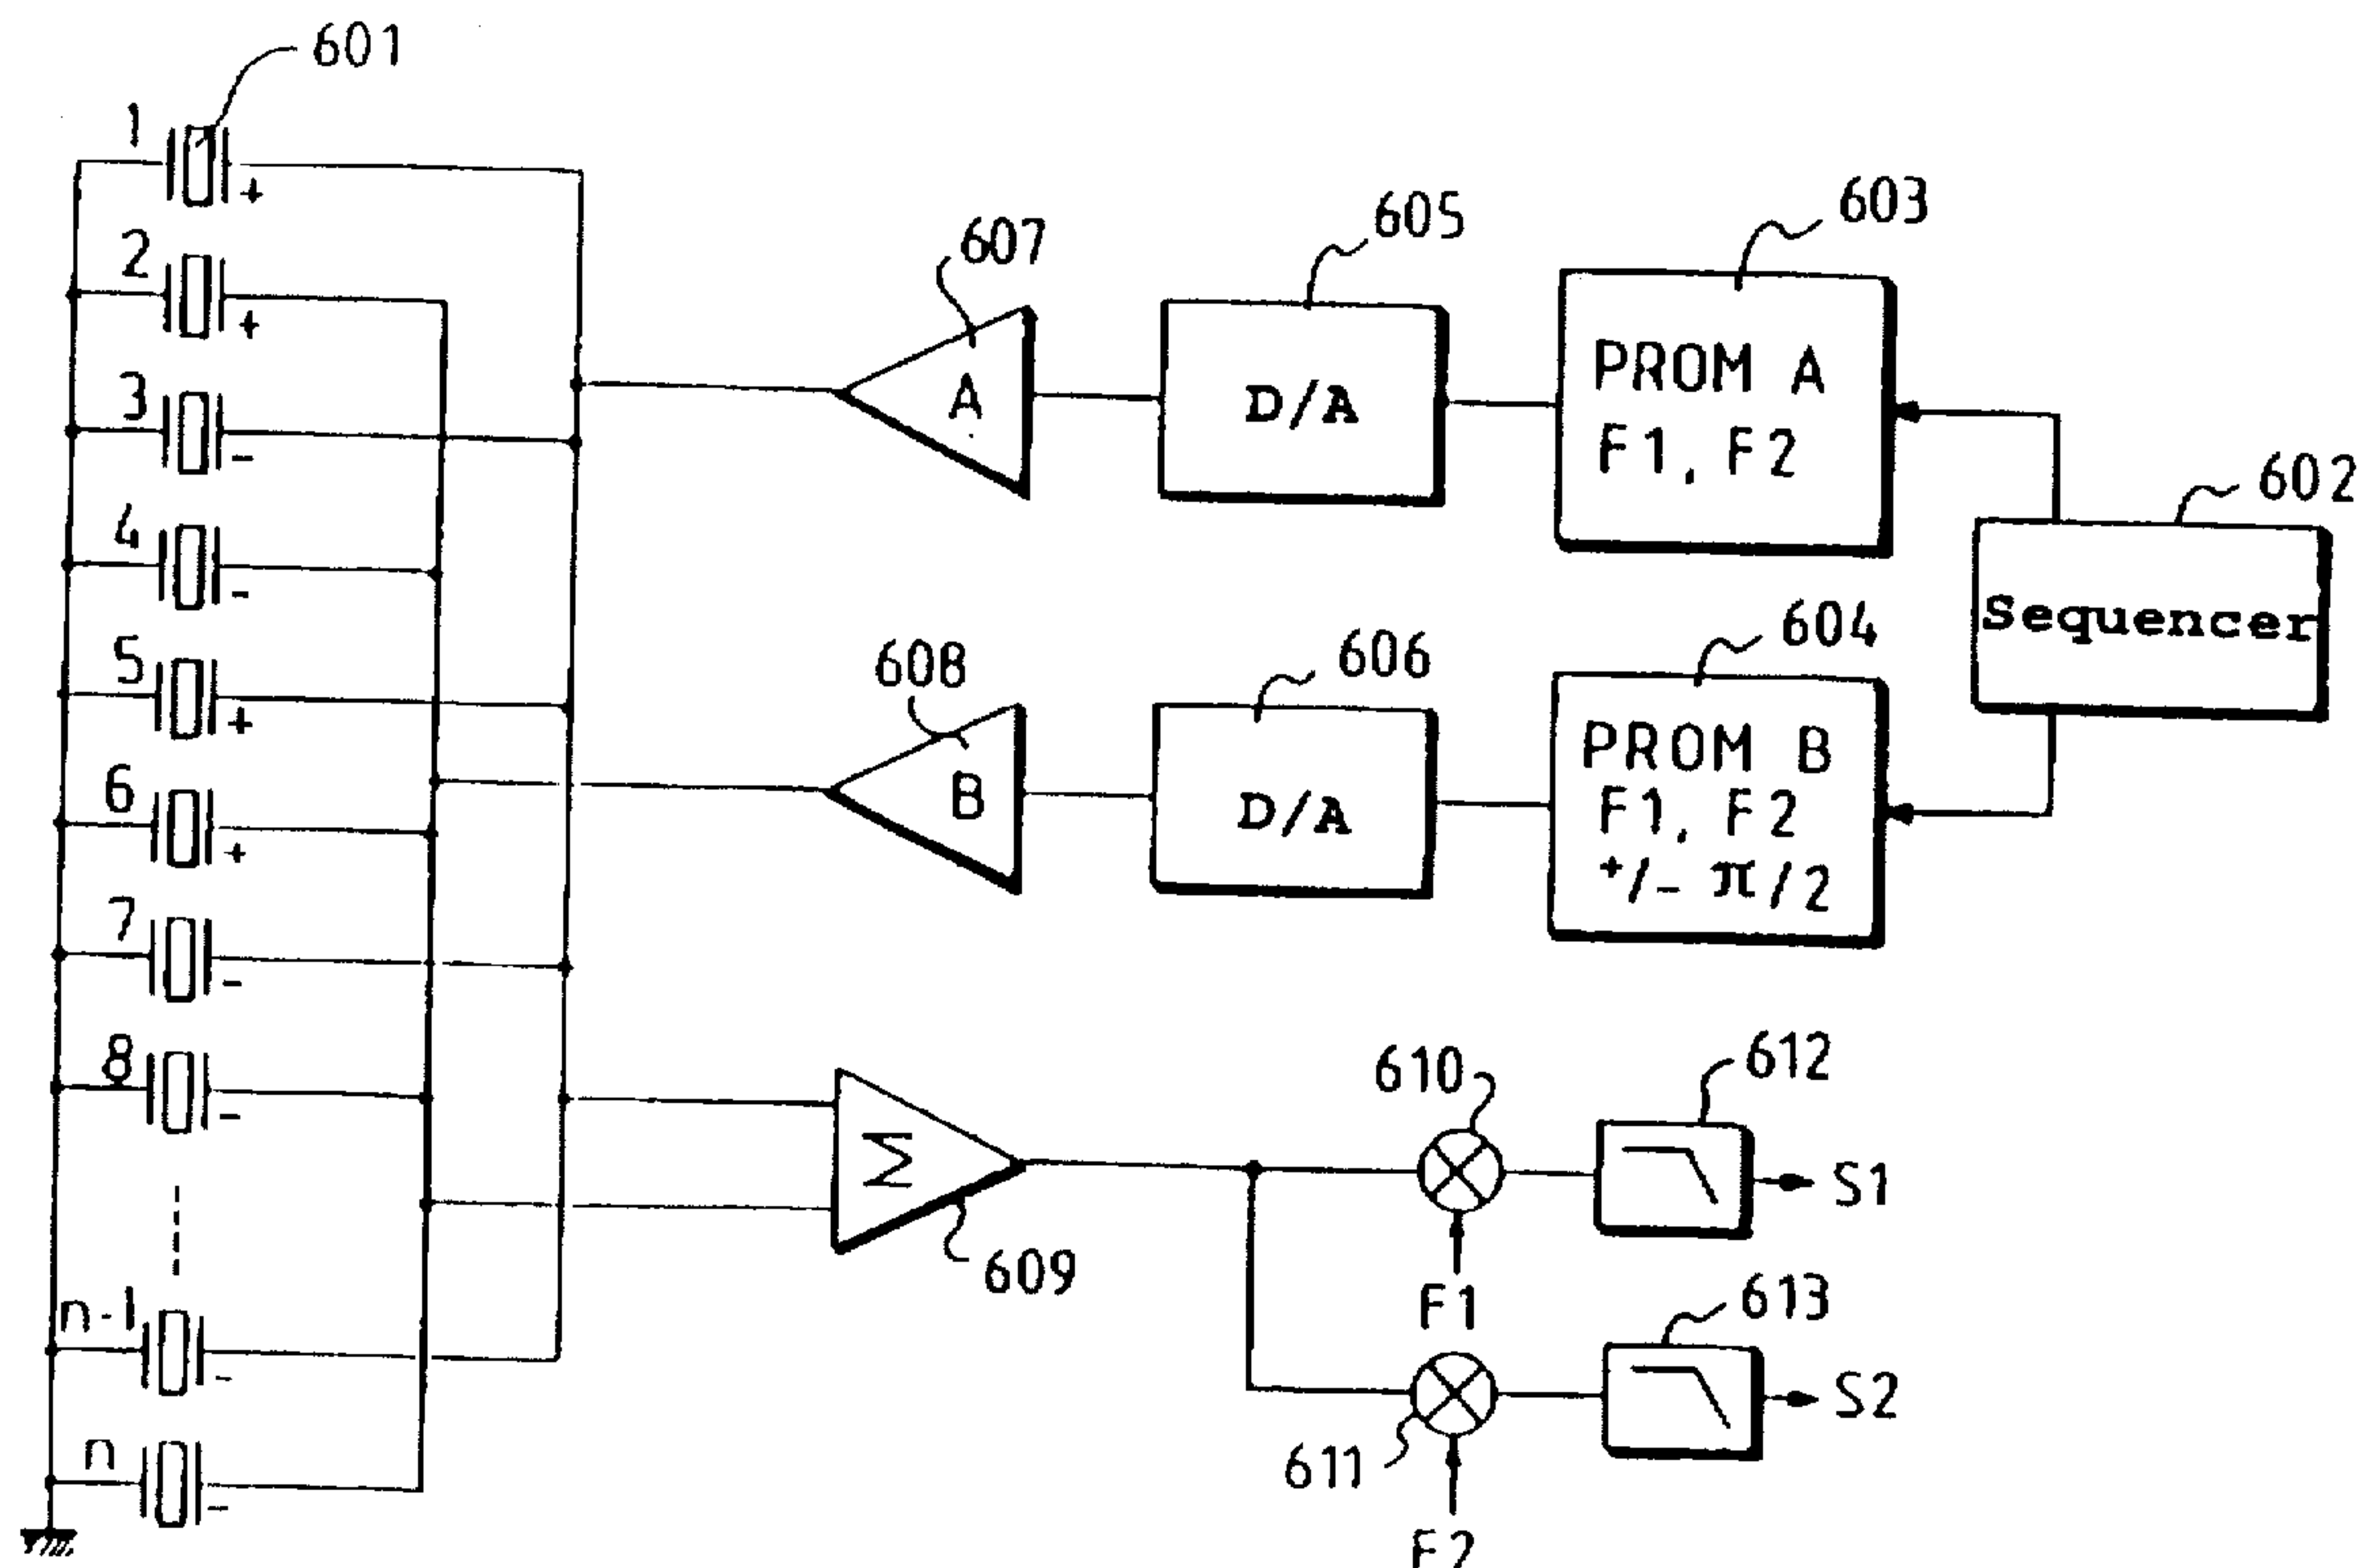 601
1
+
2
+
3
-
4
-
5
+
6
+
7
-
8
-
n-1
-
n
-
607
A
605
D/A
603
PROM A
F1, F2
602
Sequencer
608
B
606
D/A
604
PROM B
F1, F2
+/- π/2
Σ
609
610
F1
612
S1
611
F2
613
S2